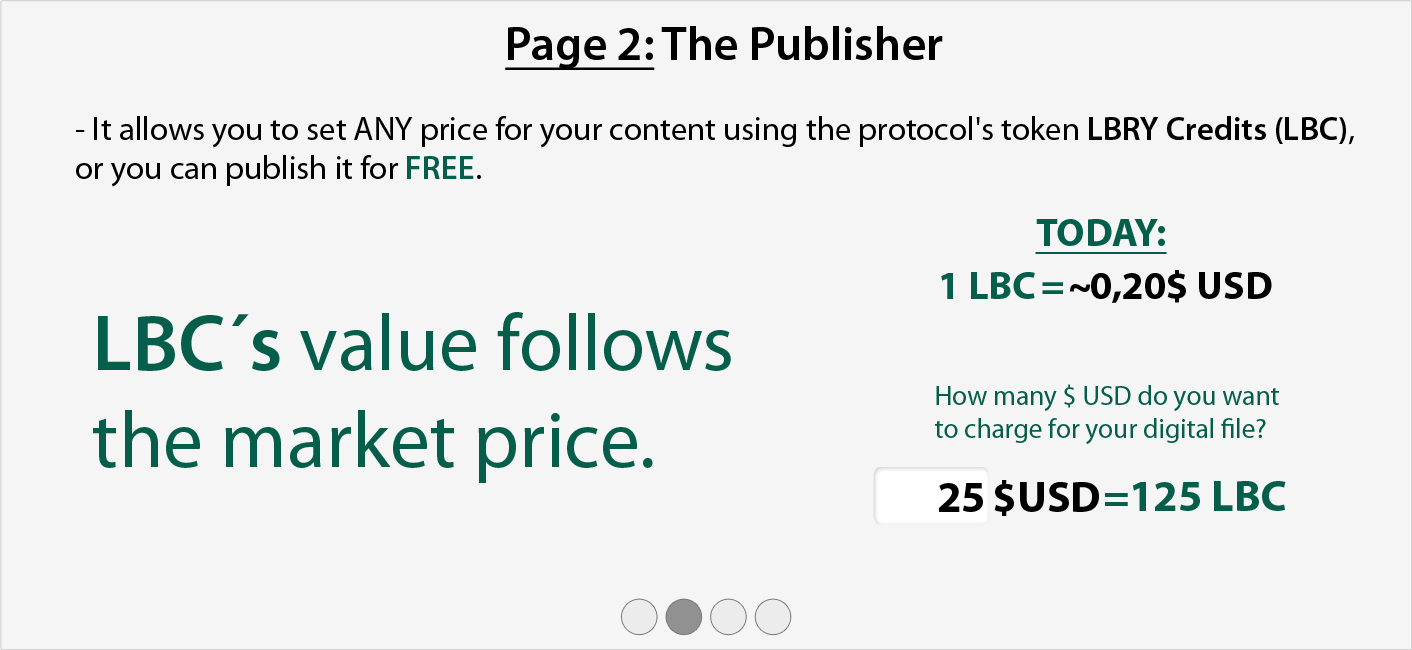 Page 2: The Publisher
- It allows you to set ANY price for your content using the protocol's token LBRY Credits (LBC),
or you can publish it for FREE.
TODAY:
1 LBC = ~0,20$ USD
LBC´s value follows
the market price.
How many $ USD do you want
to charge for your digital file?
25 $USD=125 LBC